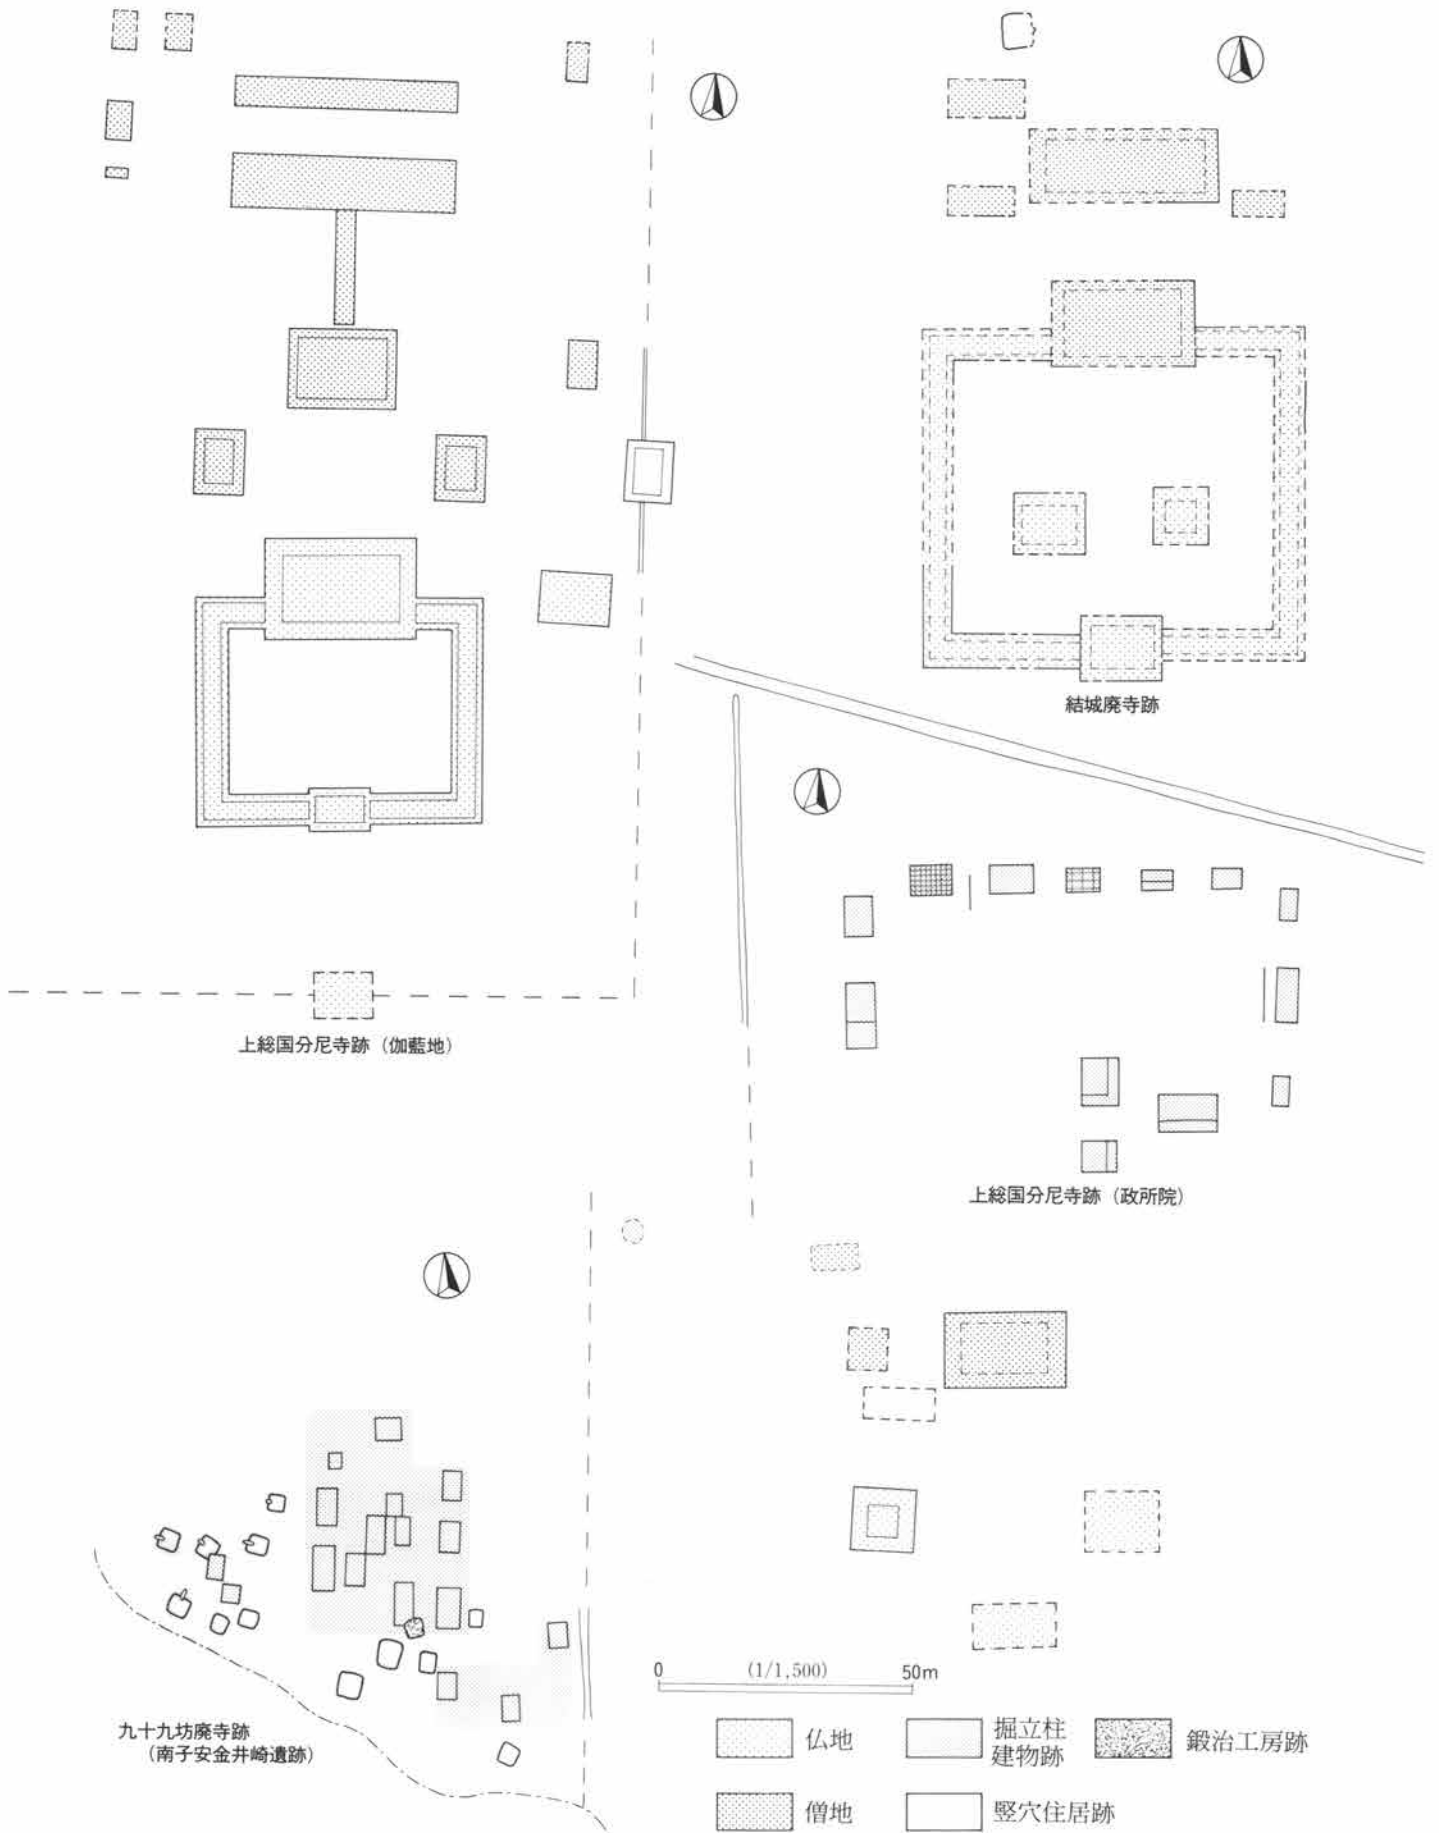 結城廃寺跡
上総国分尼寺跡（伽藍地）
上総国分尼寺跡（政所院）
九十九坊廃寺跡
（南子安金井崎遺跡）
0 (1/1,500) 50m
仏地
掘立柱
建物跡
鍛冶工房跡
僧地
竪穴住居跡